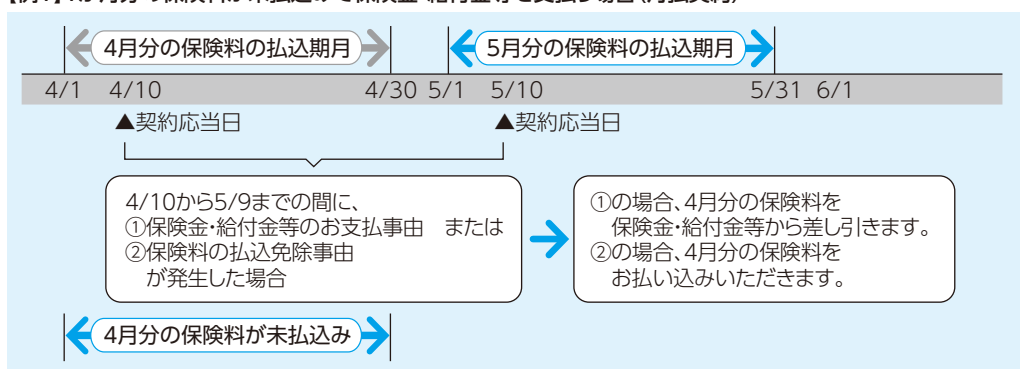 4月分の保険料の払込期月 5月分の保険料の払込期月
4/1 4/10 4/30 5/1 5/10 5/31 6/1
▲契約応当日 ▲契約応当日
4/10から5/9までの間に、
①保険金・給付金等のお支払事由 または
②保険料の払込免除事由
が発生した場合
①の場合、4月分の保険料を
保険金・給付金等から差し引きます。
②の場合、4月分の保険料を
お払い込みいただきます。
4月分の保険料が未払込み